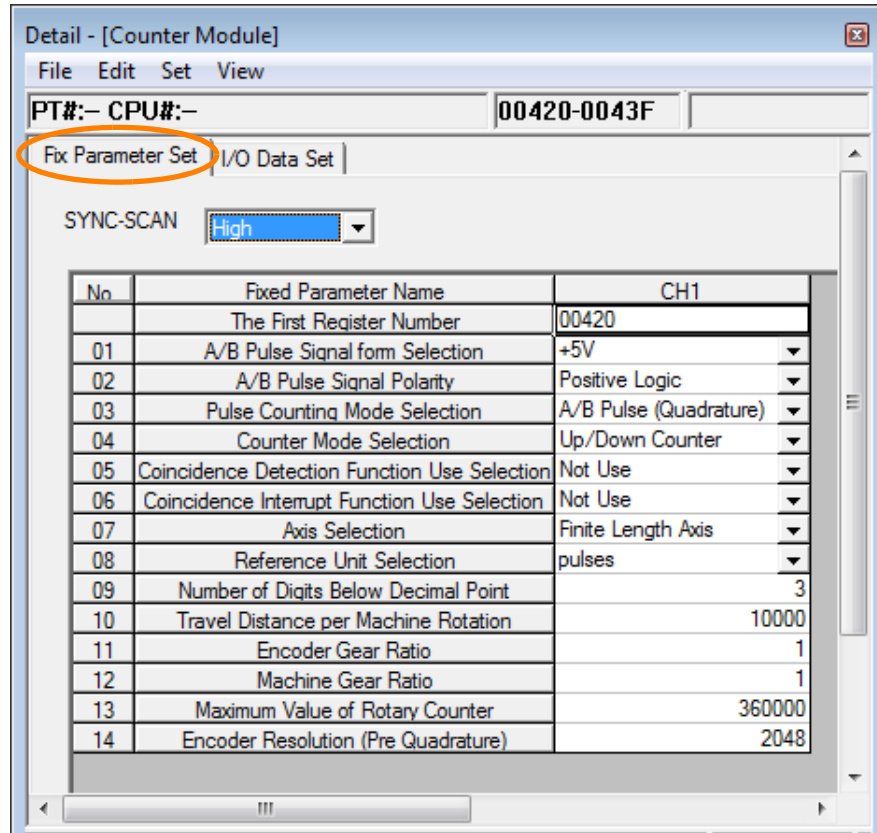 Detail - [Counter Module]
File Edit Set View
PT#:– CPU#:– 00420-0043F
Fix Parameter Set I/O Data Set
SYNC-SCAN High
No Fixed Parameter Name CH1
The First Register Number 00420
01 A/B Pulse Signal form Selection +5V
02 A/B Pulse Signal Polarity Positive Logic
03 Pulse Counting Mode Selection A/B Pulse (Quadrature)
04 Counter Mode Selection Up/Down Counter
05 Coincidence Detection Function Use Selection Not Use
06 Coincidence Interrupt Function Use Selection Not Use
07 Axis Selection Finite Length Axis
08 Reference Unit Selection pulses
09 Number of Digits Below Decimal Point 3
10 Travel Distance per Machine Rotation 10000
11 Encoder Gear Ratio 1
12 Machine Gear Ratio 1
13 Maximum Value of Rotary Counter 360000
14 Encoder Resolution (Pre Quadrature) 2048